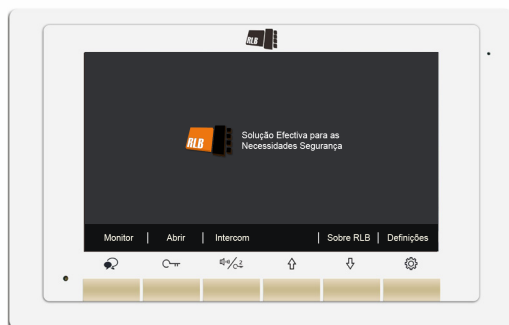 RLB
RLB
Solução Efectiva para as
Necessidades Segurança
Monitor | Abrir | Intercom | Sobre RLB | Definições